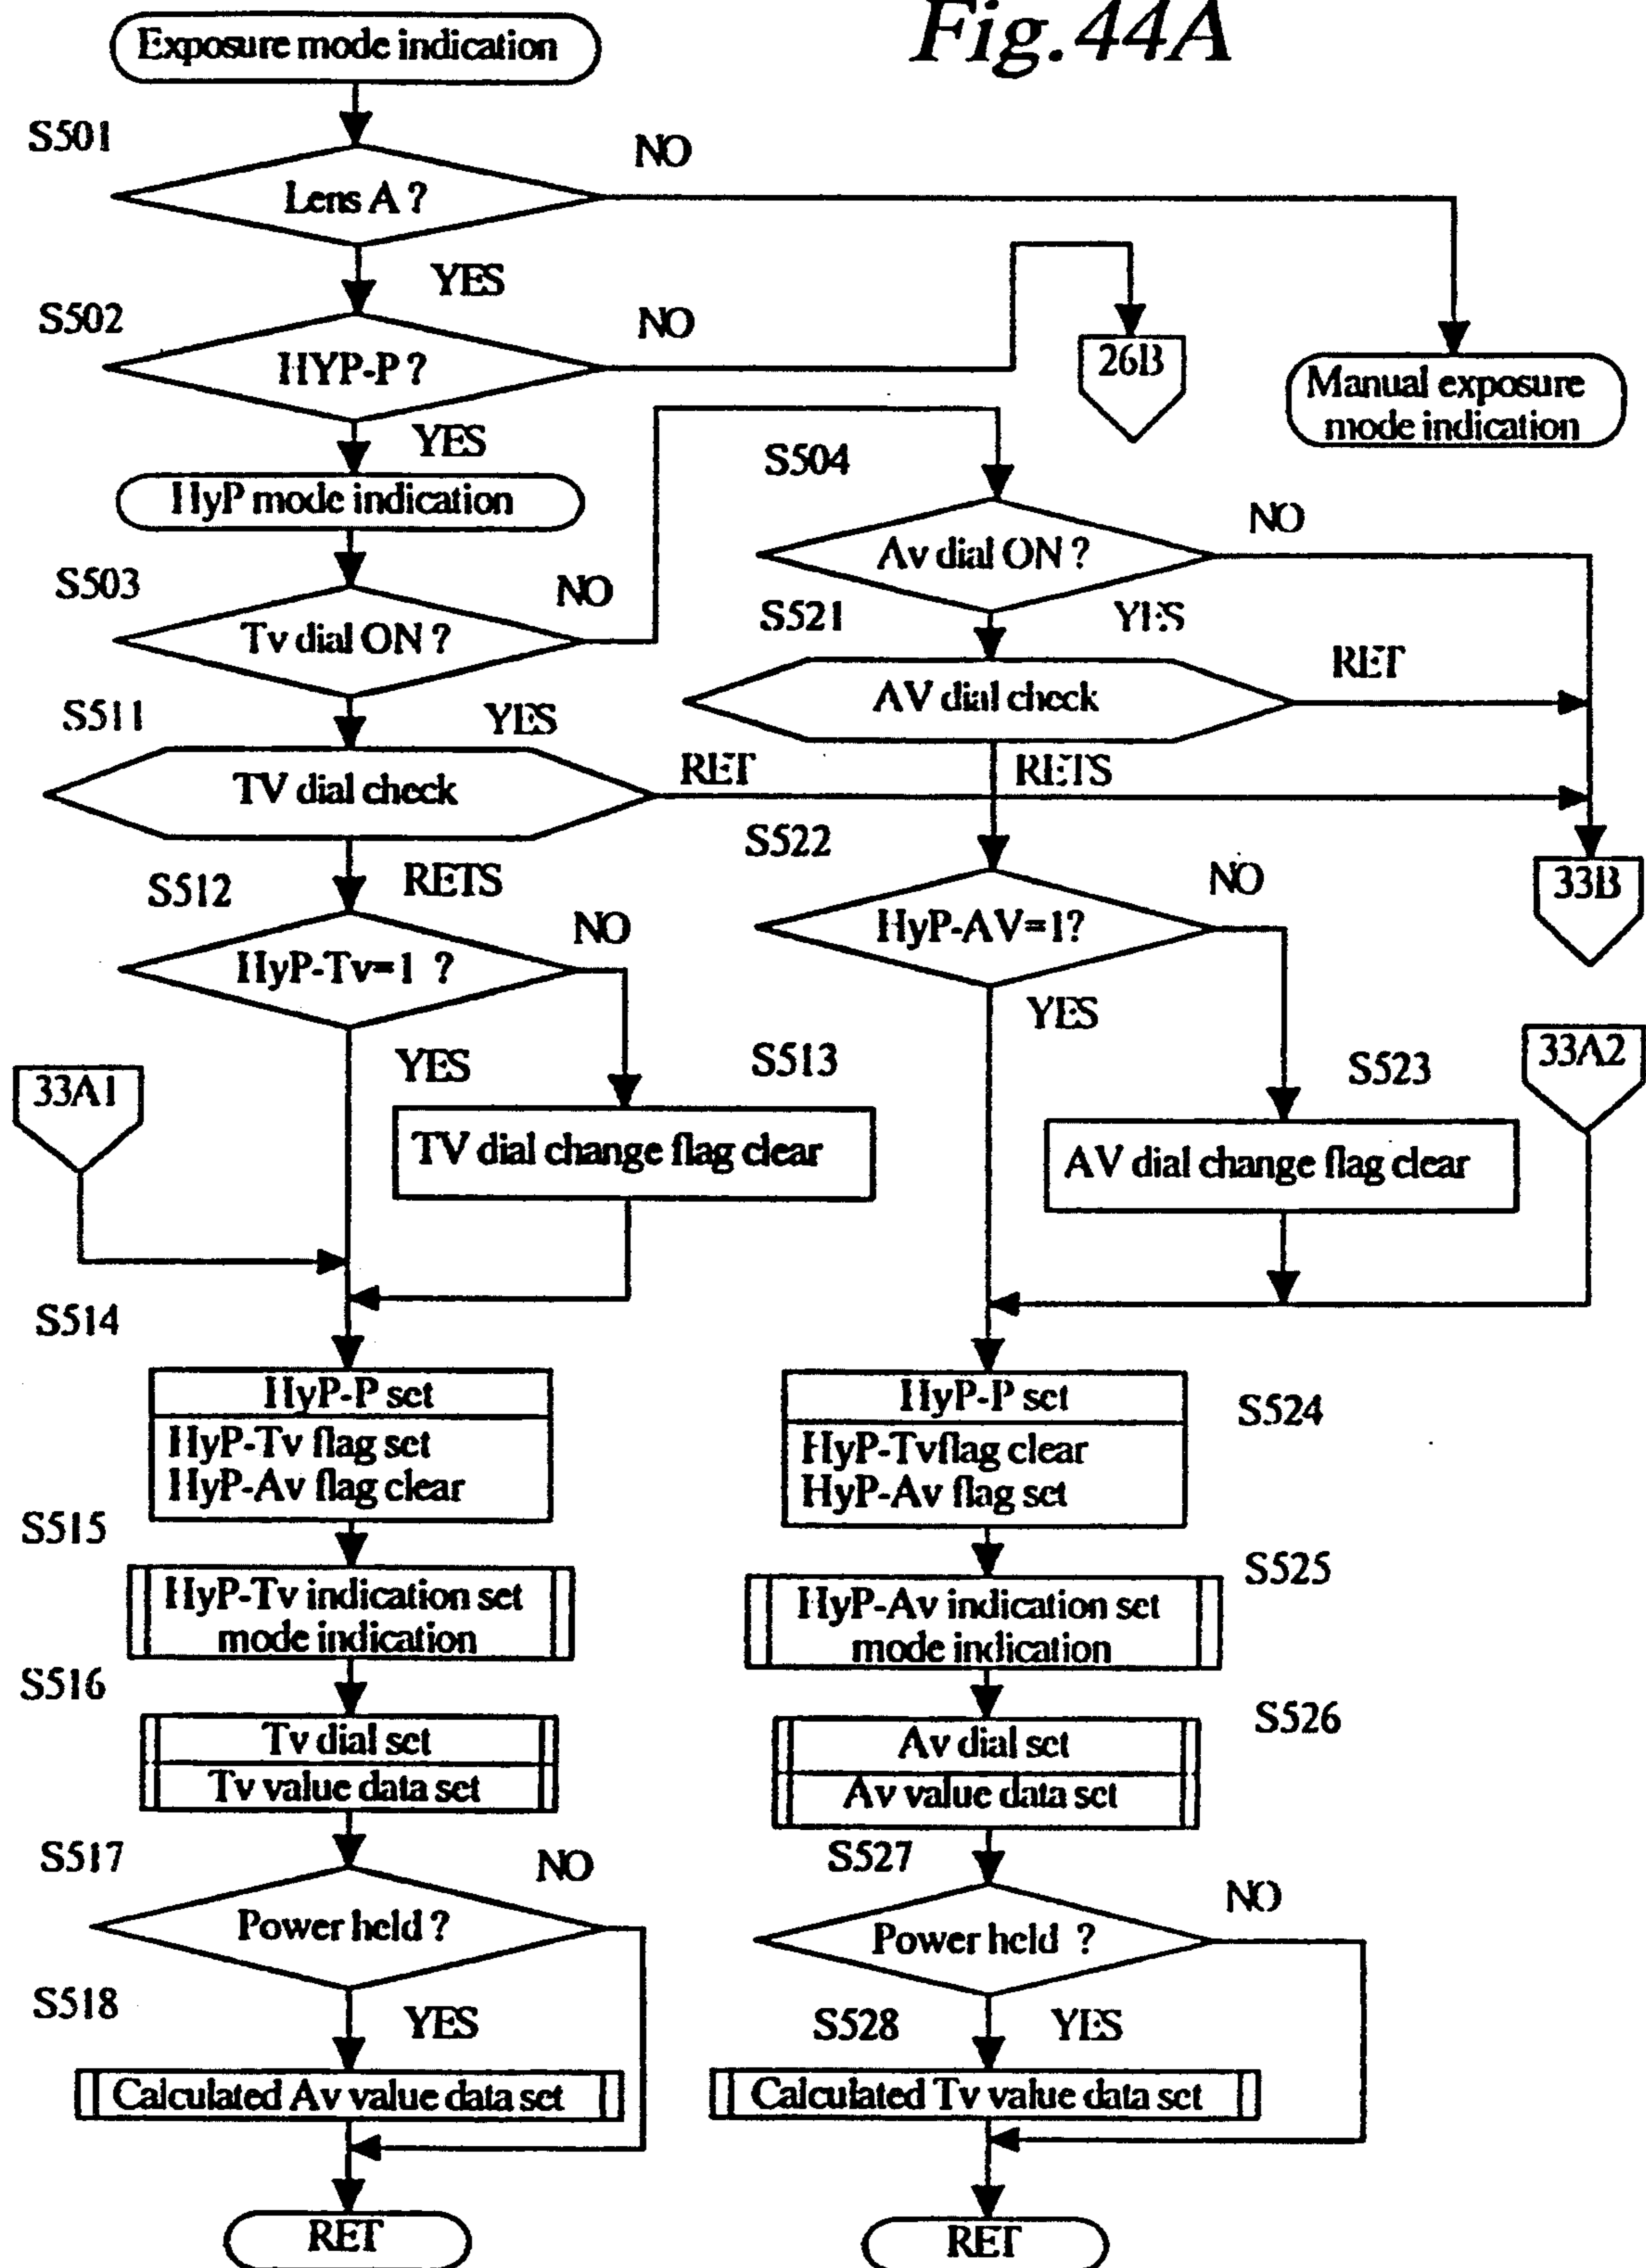 Fig.44A
Exposure mode indication
S501
Lens A ?
NO
YES
S502
HYP-P ?
NO
26B
Manual exposure
mode indication
YES
HyP mode indication
S503
Tv dial ON ?
NO
S504
Av dial ON ?
NO
YES
S521
AV dial check
RET
RETS
S511
YES
TV dial check
RET
33B
S512
RETS
HyP-Tv=1 ?
NO
S522
HyP-AV=1?
NO
YES
33A1
YES
S513
TV dial change flag clear
S523
AV dial change flag clear
33A2
S514
HyP-P set
HyP-Tv flag set
HyP-Av flag clear
S524
HyP-P set
HyP-Tvflag clear
HyP-Av flag set
S515
HyP-Tv indication set
mode indication
S525
HyP-Av indication set
mode indication
S516
Tv dial set
Tv value data set
S526
Av dial set
Av value data set
S517
Power held ?
NO
S527
Power held ?
NO
S518
YES
Calculated Av value data set
S528
YES
Calculated Tv value data set
RET
RET